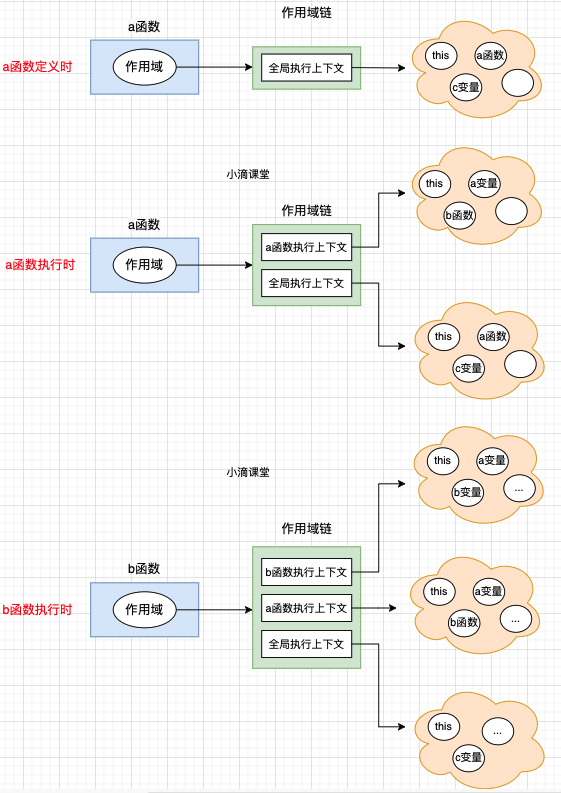 作用域链
a函数
this
a函数
a函数定义时
作用域
全局执行上下文
c变量
小滴课堂
this
a变量
作用域链
b函数
a函数
a函数执行上下文
a函数执行时
作用域
全局执行上下文
this
a函数
c变量
小滴课堂
this
a变量
b变量
...
作用域链
b函数
b函数执行上下文
this
a变量
b函数执行时
作用域
a函数执行上下文
b函数
...
全局执行上下文
this
...
c变量